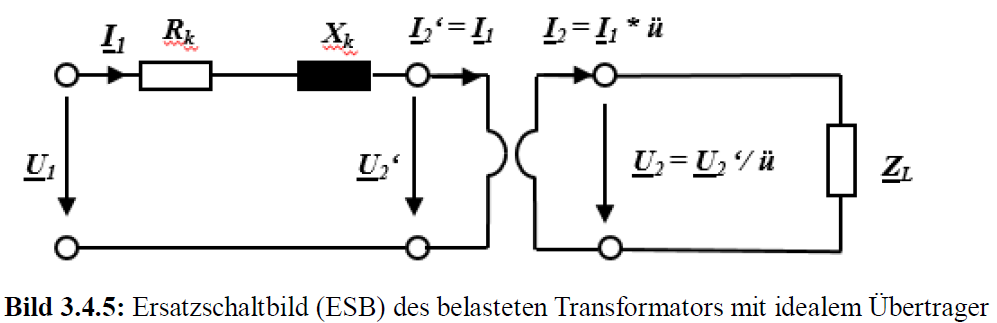 I₁ Rₖ Xₖ I₂‘ = I₁ I₂ = I₁ * ü
U₁ U₂‘ U₂ = U₂ ‘/ ü Z_L
Bild 3.4.5: Ersatzschaltbild (ESB) des belasteten Transformators mit idealem Übertrager